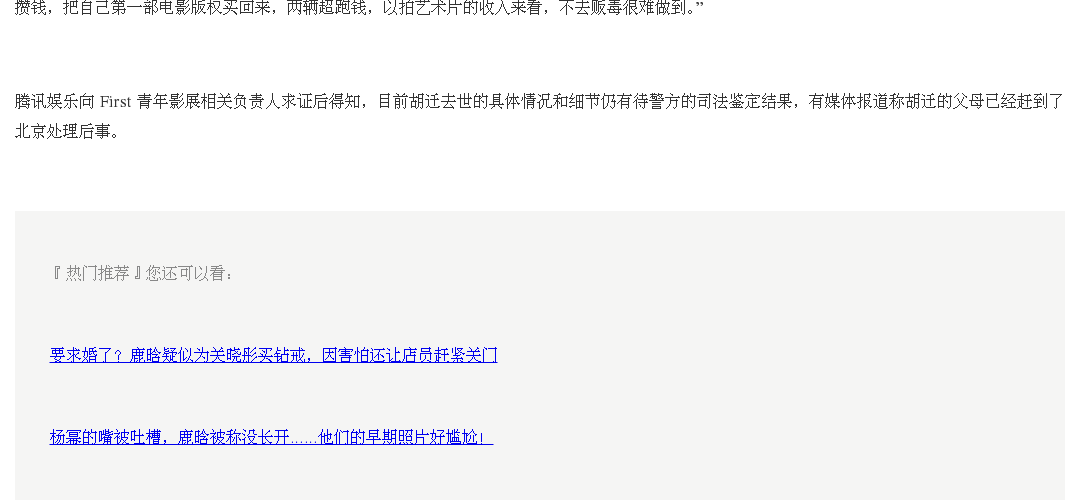 攒钱，把自己第一部电影版权买回来，两辆超跑钱，以拍艺术片的收入来看，不去贩毒很难做到。”
腾讯娱乐向 First 青年影展相关负责人求证后得知，目前胡迁去世的具体情况和细节仍有待警方的司法鉴定结果，有媒体报道称胡迁的父母已经赶到了
北京处理后事。
『热门推荐』您还可以看：
要求婚了？鹿晗疑似为关晓彤买钻戒，因害怕还让店员赶紧关门
杨幂的嘴被吐槽，鹿晗被称没长开……他们的早期照片好尴尬！